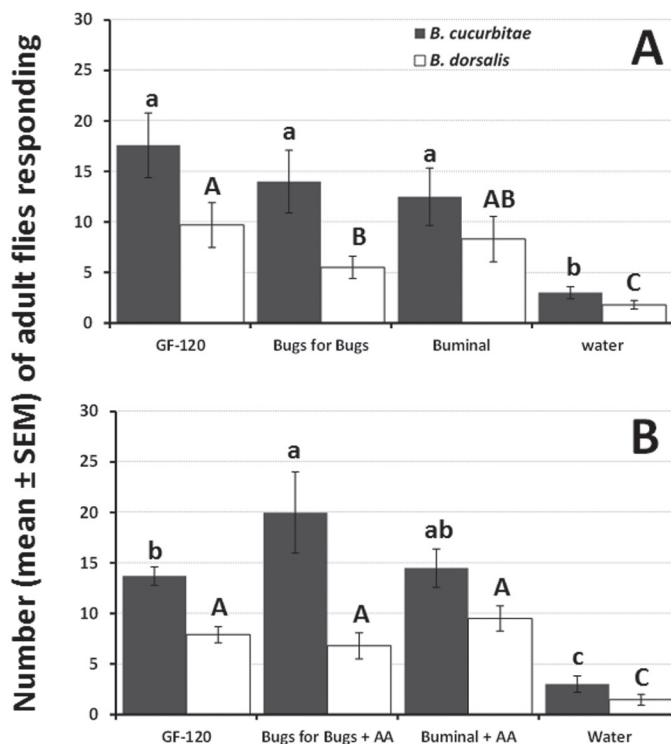 Number (mean ± SEM) of adult flies responding
30
25
20
15
10
5
0
B. cucurbitae
B. dorsalis
A
a
A
a
B
a
AB
b
C
GF-120
Bugs for Bugs
Buminal
water
30
25
20
15
10
5
0
B
b
A
a
A
ab
A
c
C
GF-120
Bugs for Bugs + AA
Buminal + AA
Water